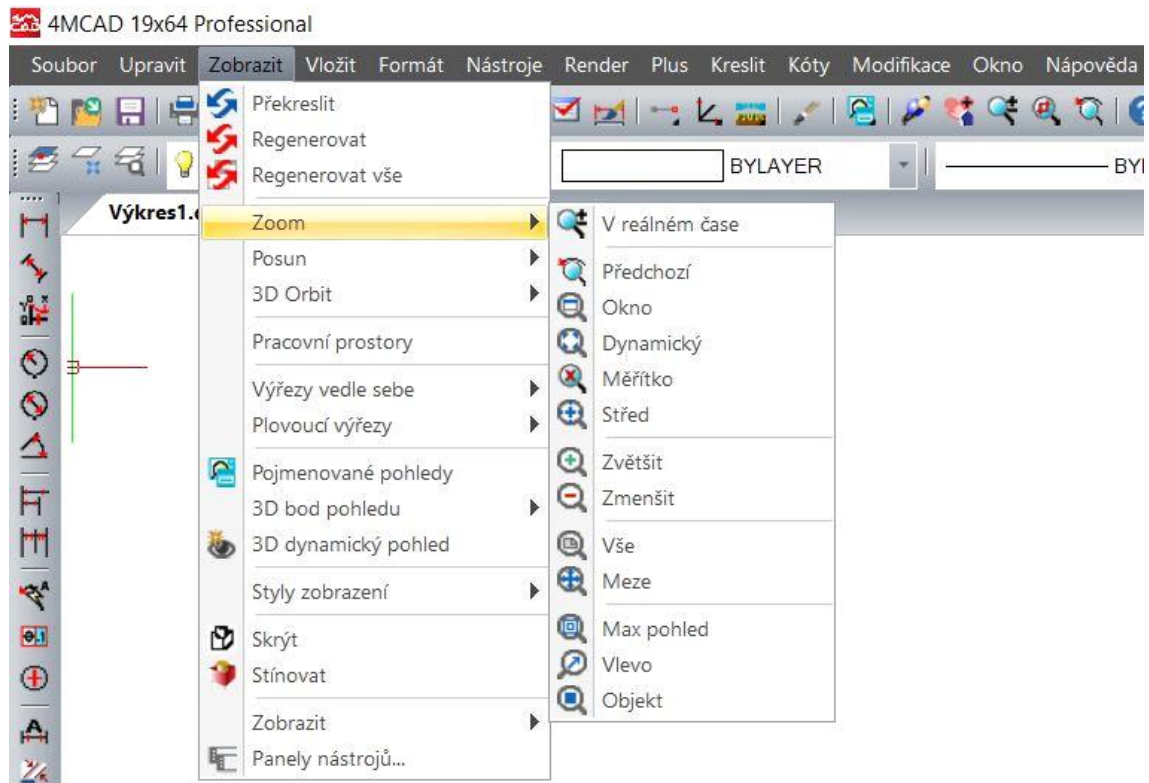 4MCAD 19x64 Professional
Soubor Upravit Zobrazit Vložit Formát Nástroje Render Plus Kreslit Kóty Modifikace Okno Nápověda
BYLAYER
Výkres1.
Překreslit
Regenerovat
Regenerovat vše
Zoom
Posun
3D Orbit
Pracovní prostory
Výřezy vedle sebe
Plovoucí výřezy
Pojmenované pohledy
3D bod pohledu
3D dynamický pohled
Styly zobrazení
Skrýt
Stínovat
Zobrazit
Panely nástrojů...
V reálném čase
Předchozí
Okno
Dynamický
Měřítko
Střed
Zvětšit
Zmenšit
Vše
Meze
Max pohled
Vlevo
Objekt